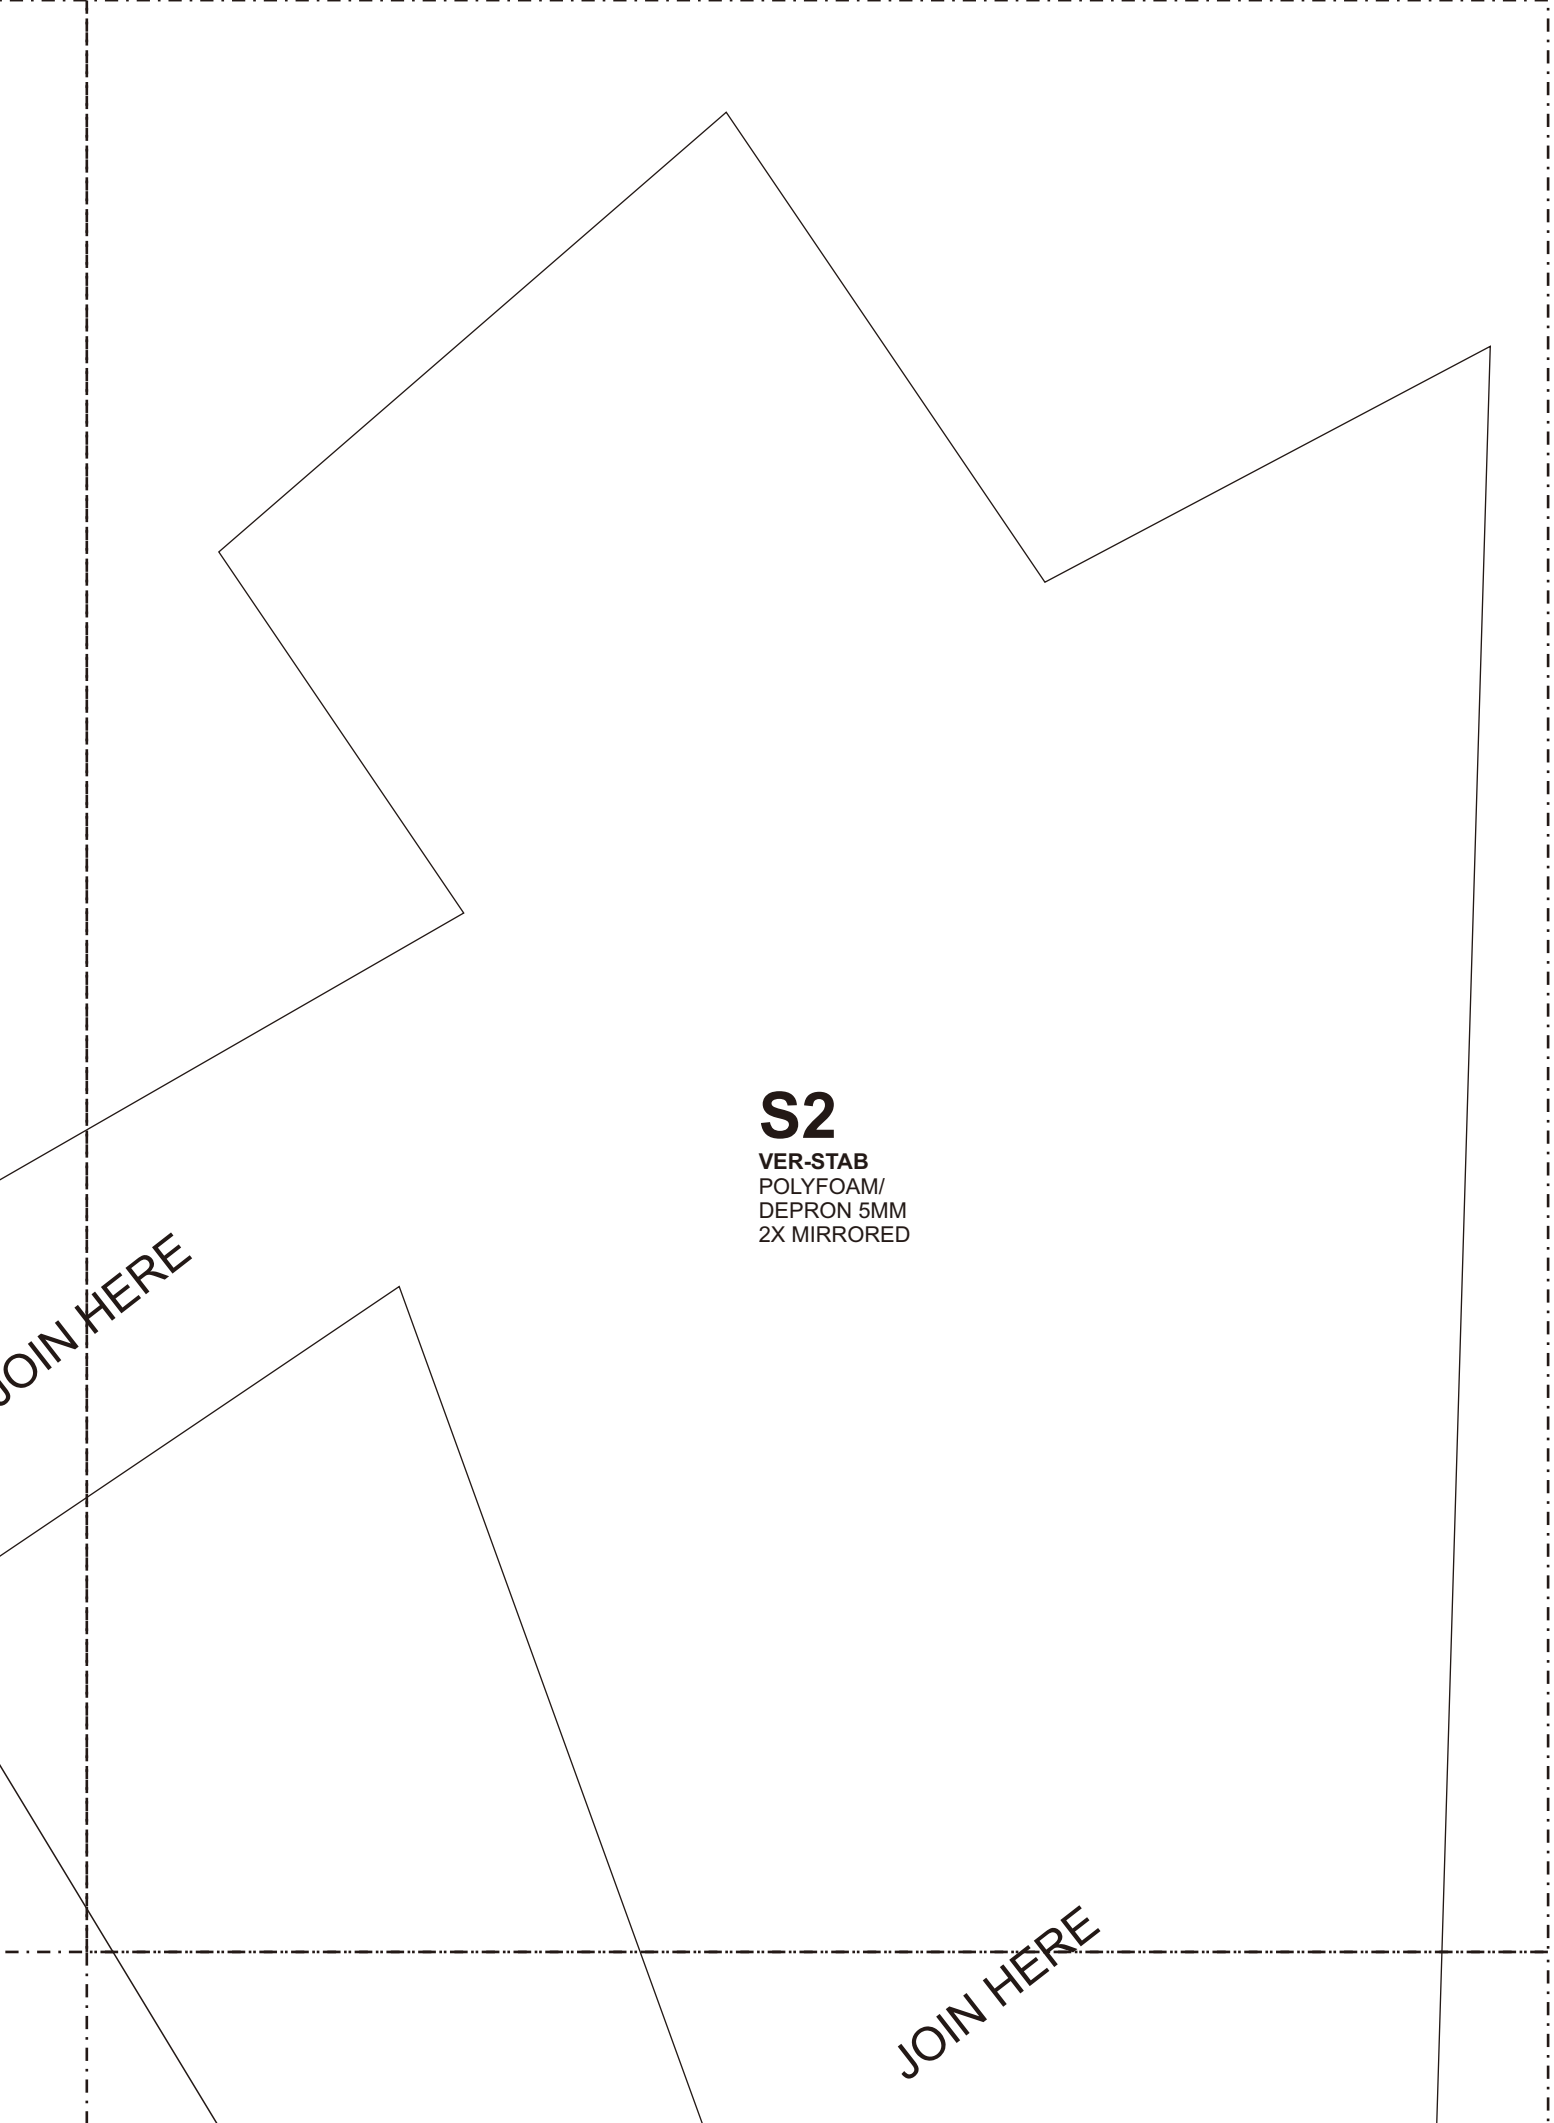 S2
VER-STAB
POLYFOAM/
DEPRON 5MM
2X MIRRORED
JOIN HERE
JOIN HERE